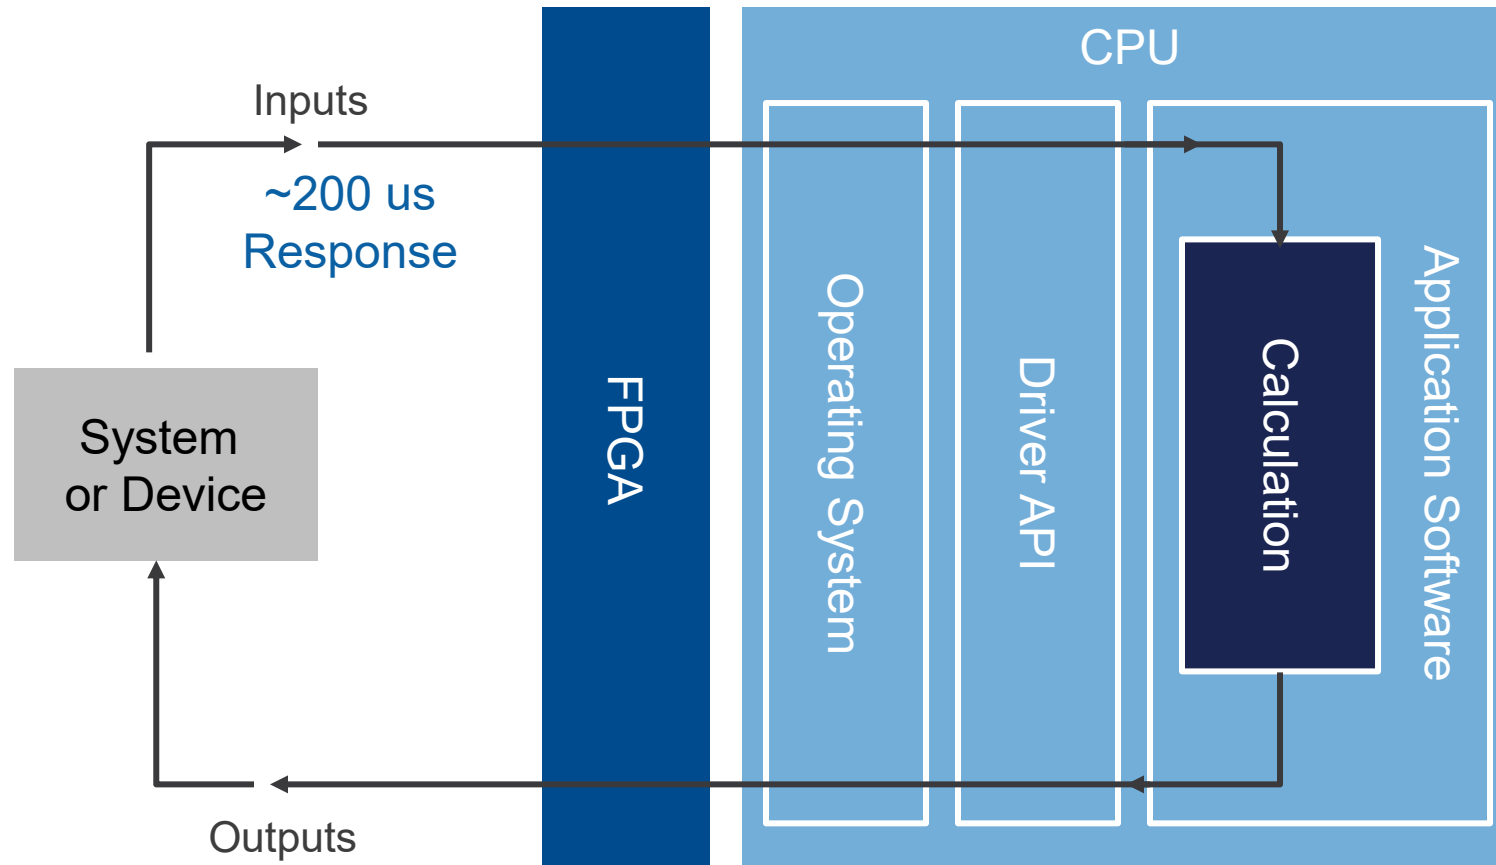 CPU
Inputs
~200 us
Response
System
or Device
FPGA
Operating System
Driver API
Calculation
Application Software
Outputs